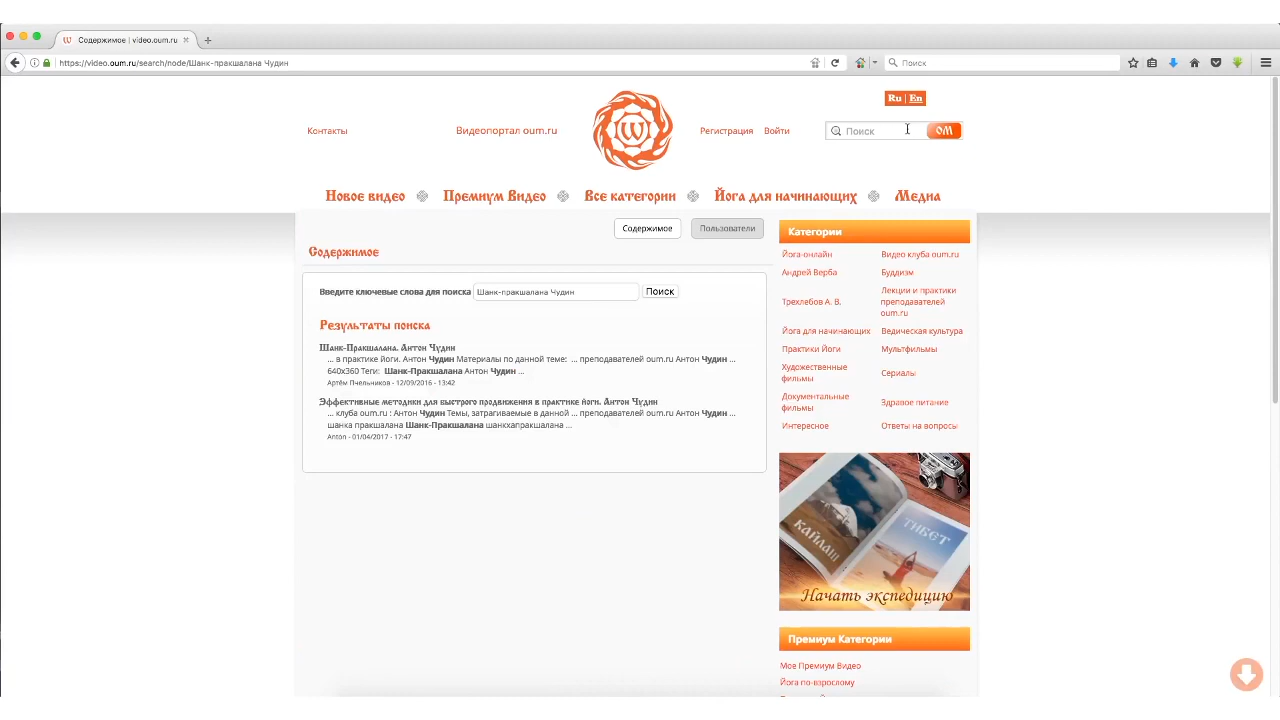 Содержимое | video.oum.ru
https://video.oum.ru/search/node/Шанк-пракшалана Чудин
Поиск
Ru | En
Контакты
Видеопортал oum.ru
Регистрация
Войти
Поиск
ОМ
Новое видео
Премиум Видео
Все категории
Йога для начинающих
Медиа
Содержимое
Пользователи
Содержимое
Введите ключевые слова для поиска
Шанк-пракшалана Чудин
Поиск
Результаты поиска
Шанк-Пракшалана. Антон Чудин
... в практике йоги. Антон Чудин Материалы по данной теме: ... преподавателей oum.ru Антон Чудин ...
640x360 Теги: Шанк-Пракшалана Антон Чудин ...
Артём Пчельников - 12/09/2016 - 13:42
Эффективные методики для быстрого продвижения в практике йоги. Антон Чудин
... клуба oum.ru : Антон Чудин Темы, затрагиваемые в данной ... преподавателей oum.ru Антон Чудин ...
шанка пракшалана Шанк-Пракшалана шанкхапракшалана ...
Anton - 01/04/2017 - 17:47
Категории
Йога-онлайн
Видео клуба oum.ru
Андрей Верба
Буддизм
Трехлебов А. В.
Лекции и практики
преподавателей
oum.ru
Йога для начинающих
Ведическая культура
Практики Йоги
Мультфильмы
Художественные
фильмы
Сериалы
Документальные
фильмы
Здравое питание
Интересное
Ответы на вопросы
КАЙЛАШ
ТИБЕТ
Начать экспедицию
Премиум Категории
Мое Премиум Видео
Йога по-взрослому